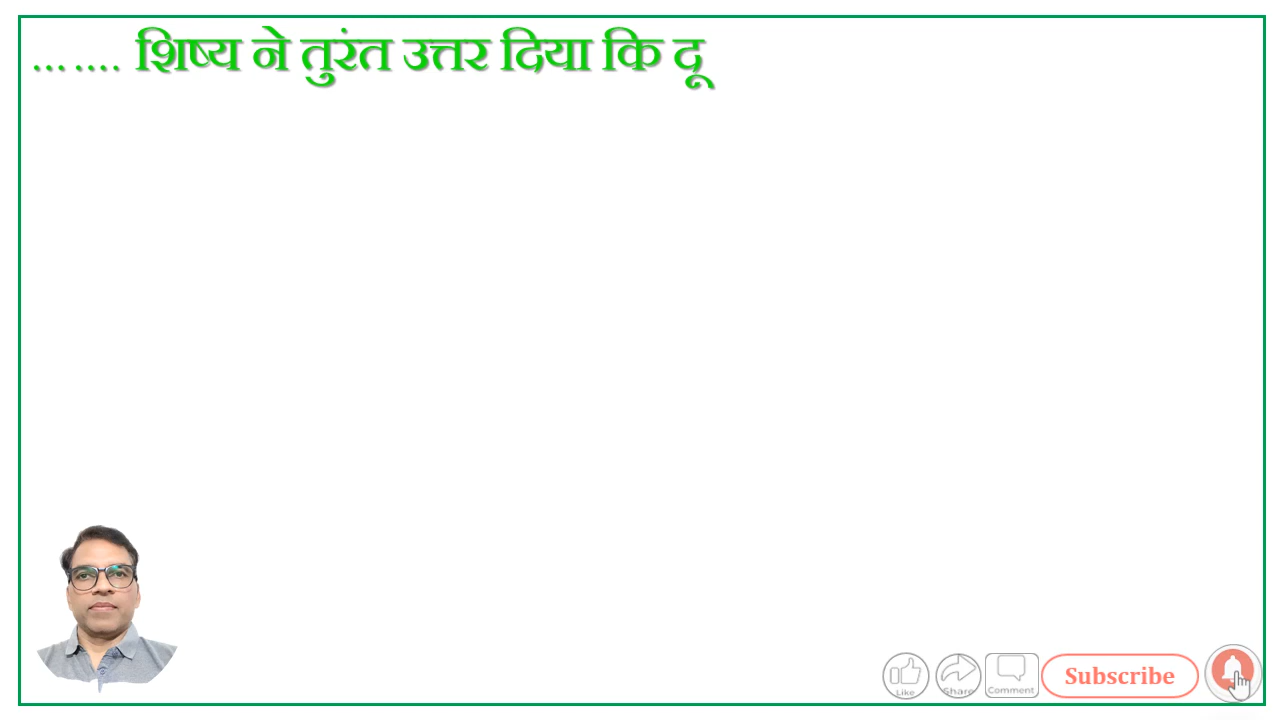 ....... शिष्य ने तुरंत उत्तर दिया कि दू
Like
Share
Comment
Subscribe